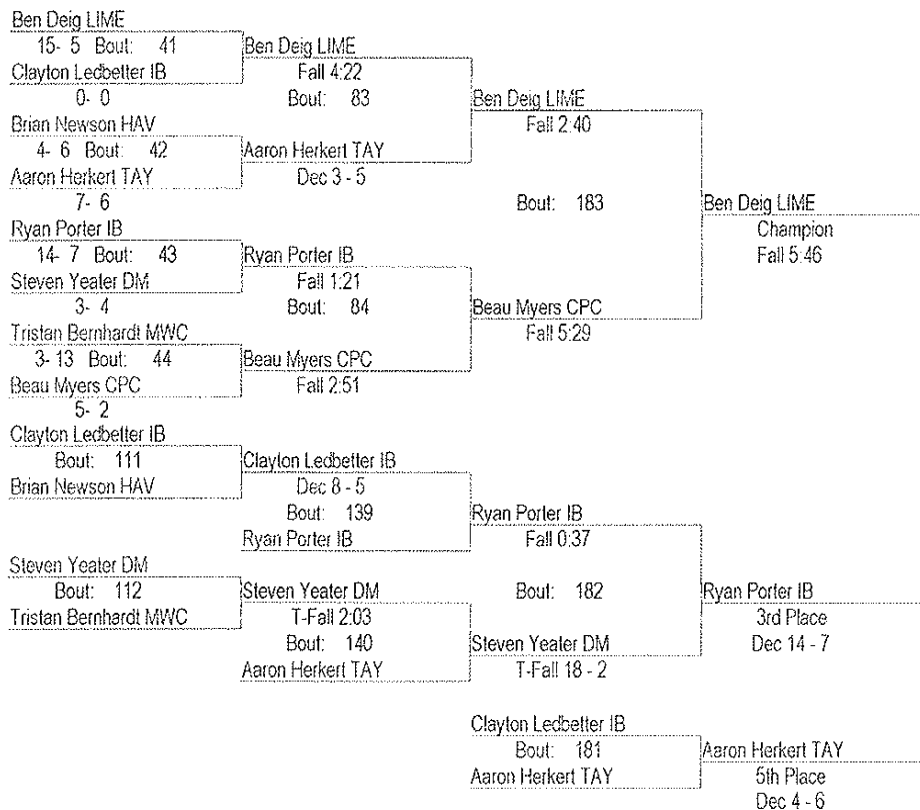 Ben Deig LIME
15- 5 Bout: 41
Clayton Ledbetter IB
0- 0
Brian Newson HAV
4- 6 Bout: 42
Aaron Herkert TAY
7- 6
Ryan Porter IB
14- 7 Bout: 43
Steven Yeater DM
3- 4
Tristan Bernhardt MWC
3- 13 Bout: 44
Beau Myers CPC
5- 2
Ben Deig LIME
Fall 4:22
Bout: 83
Aaron Herkert TAY
Dec 3 - 5
Ryan Porter IB
Fall 1:21
Bout: 84
Beau Myers CPC
Fall 2:51
Ben Deig LIME
Fall 2:40
Bout: 183
Beau Myers CPC
Fall 5:29
Ben Deig LIME
Champion
Fall 5:46
Clayton Ledbetter IB
Bout: 111
Brian Newson HAV
Steven Yeater DM
Bout: 112
Tristan Bernhardt MWC
Clayton Ledbetter IB
Dec 8 - 5
Bout: 139
Ryan Porter IB
Steven Yeater DM
T-Fall 2:03
Bout: 140
Aaron Herkert TAY
Ryan Porter IB
Fall 0:37
Bout: 182
Steven Yeater DM
T-Fall 18 - 2
Ryan Porter IB
3rd Place
Dec 14 - 7
Clayton Ledbetter IB
Bout: 181
Aaron Herkert TAY
Aaron Herkert TAY
5th Place
Dec 4 - 6